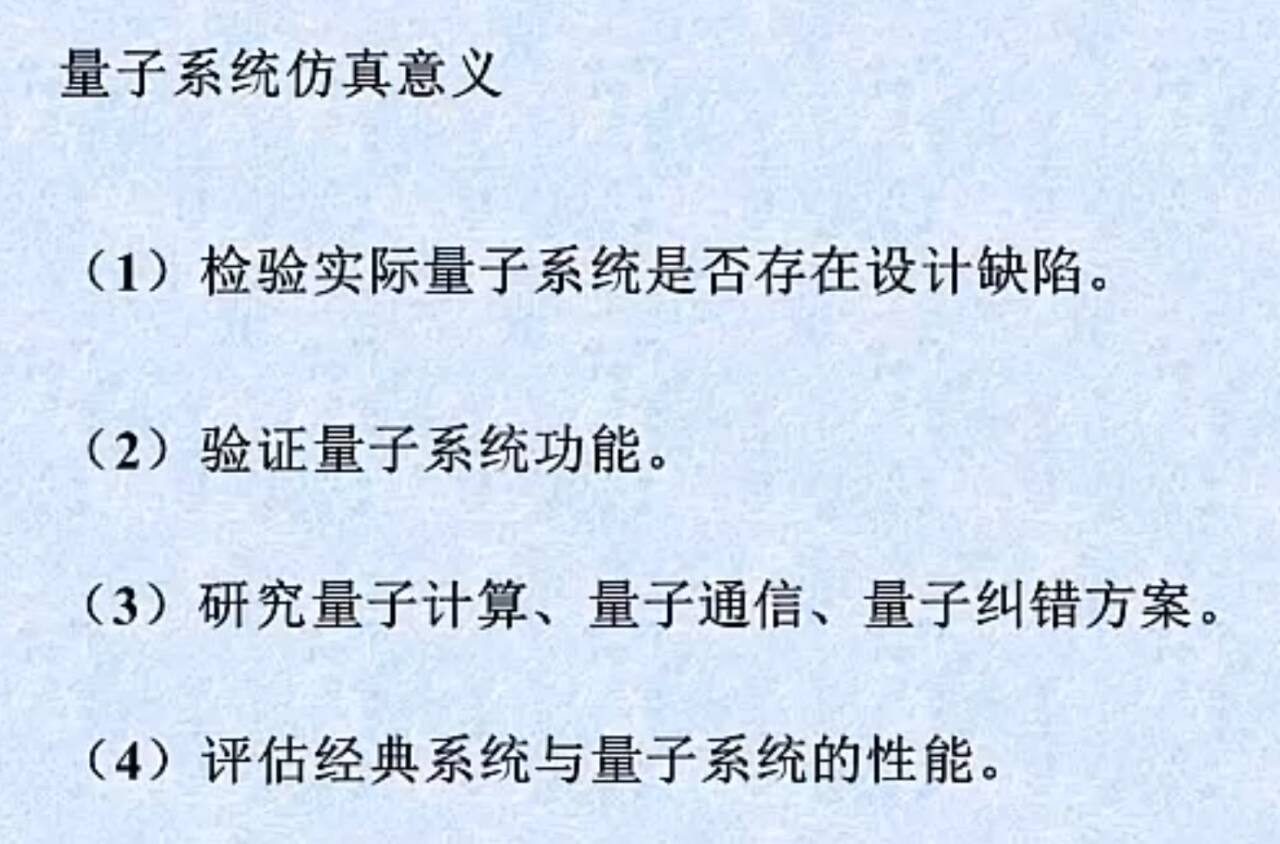 量子系统仿真意义
（1）检验实际量子系统是否存在设计缺陷。
（2）验证量子系统功能。
（3）研究量子计算、量子通信、量子纠错方案。
（4）评估经典系统与量子系统的性能。